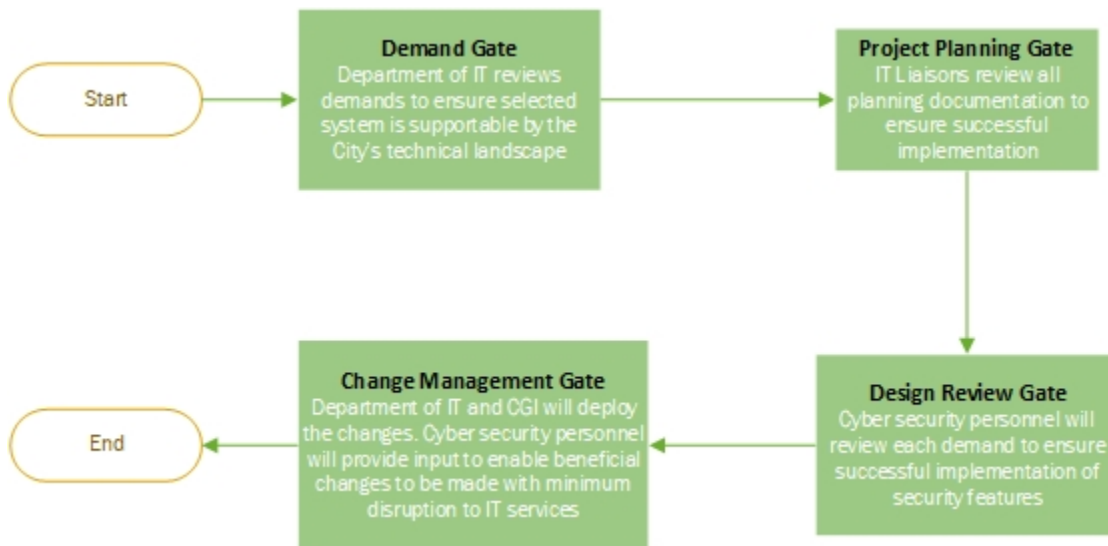 Start
Demand Gate
Department of IT reviews
demands to ensure selected
system is supportable by the
City's technical landscape
Project Planning Gate
IT Liaisons review all
planning documentation to
ensure successful
implementation
Design Review Gate
Cyber security personnel will
review each demand to ensure
successful implementation of
security features
Change Management Gate
Department of IT and CGI will deploy
the changes. Cyber security personnel
will provide input to enable beneficial
changes to be made with minimum
disruption to IT services
End